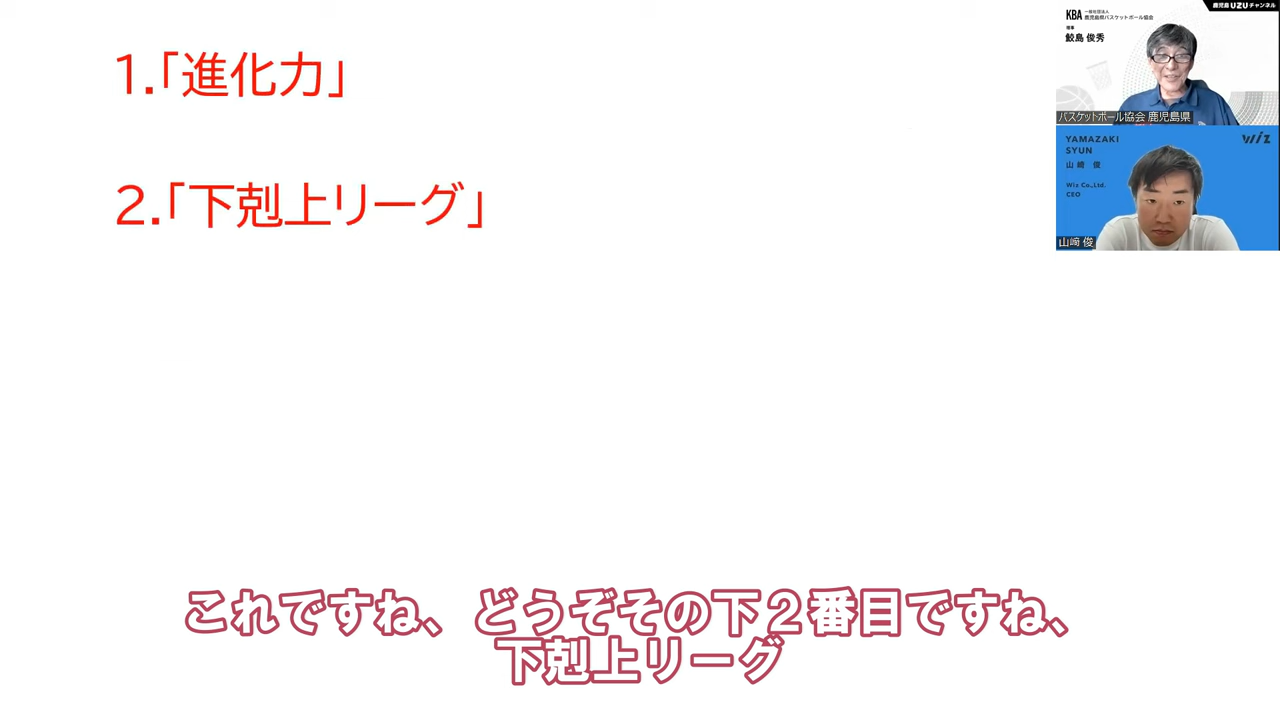 1.「進化力」
2.「下剋上リーグ」
鹿児島UZUチャンネル
KBA 一般社団法人
鹿児島県バスケットボール協会
理事
鮫島 俊秀
バスケットボール協会 鹿児島県
YAMAZAKI
SYUN
山﨑 俊
Wiz Co.,Ltd.
CEO
Wiz
山﨑 俊
これですね、どうぞその下２番目ですね、
下剋上リーグ